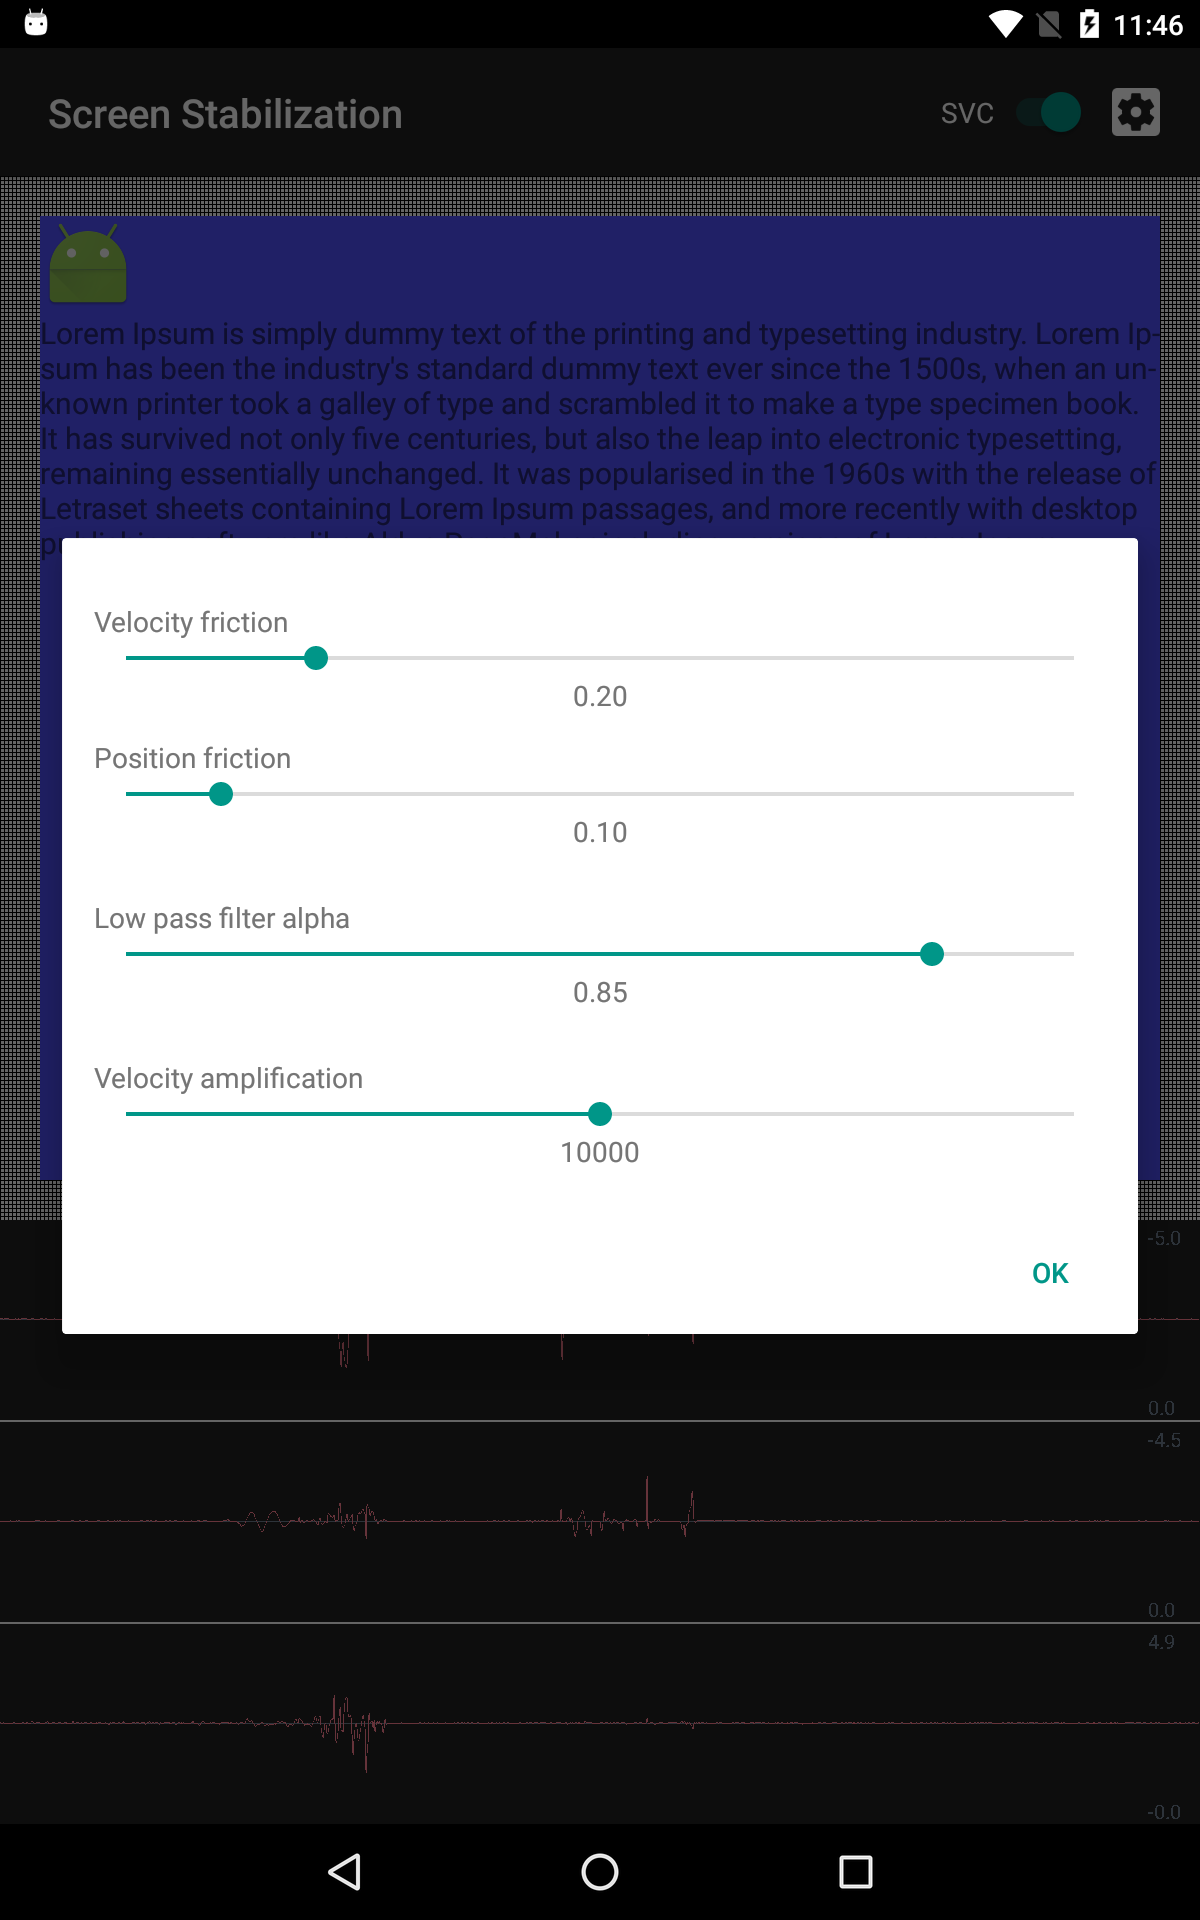 11:46
Screen Stabilization
SVC
Lorem Ipsum is simply dummy text of the printing and typesetting industry. Lorem Ip-
sum has been the industry's standard dummy text ever since the 1500s, when an un-
known printer took a galley of type and scrambled it to make a type specimen book.
It has survived not only five centuries, but also the leap into electronic typesetting,
remaining essentially unchanged. It was popularised in the 1960s with the release of
Letraset sheets containing Lorem Ipsum passages, and more recently with desktop
Velocity friction
0.20
Position friction
0.10
Low pass filter alpha
0.85
Velocity amplification
10000
OK
-5.0
0.0
-4.5
0.0
4.9
-0.0